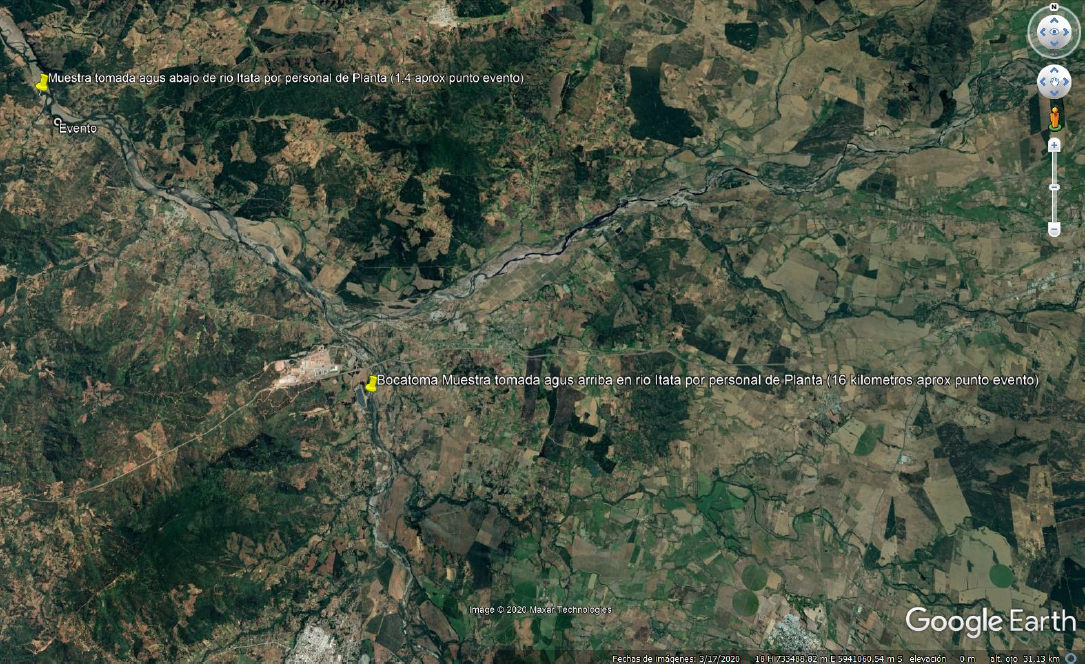 N
Muestra tomada agus abajo de rio Itata por personal de Planta (1,4 aprox punto evento)
Evento
Bocatoma Muestra tomada agus arriba en rio Itata por personal de Planta (16 kilometros aprox punto evento)
Image © 2020 Maxar Technologies
Google Earth
Fechas de imágenes: 3/17/2020 18 H 733488.82 m E 5941060.54 m S elevación 0 m alt. ojo 31.13 km